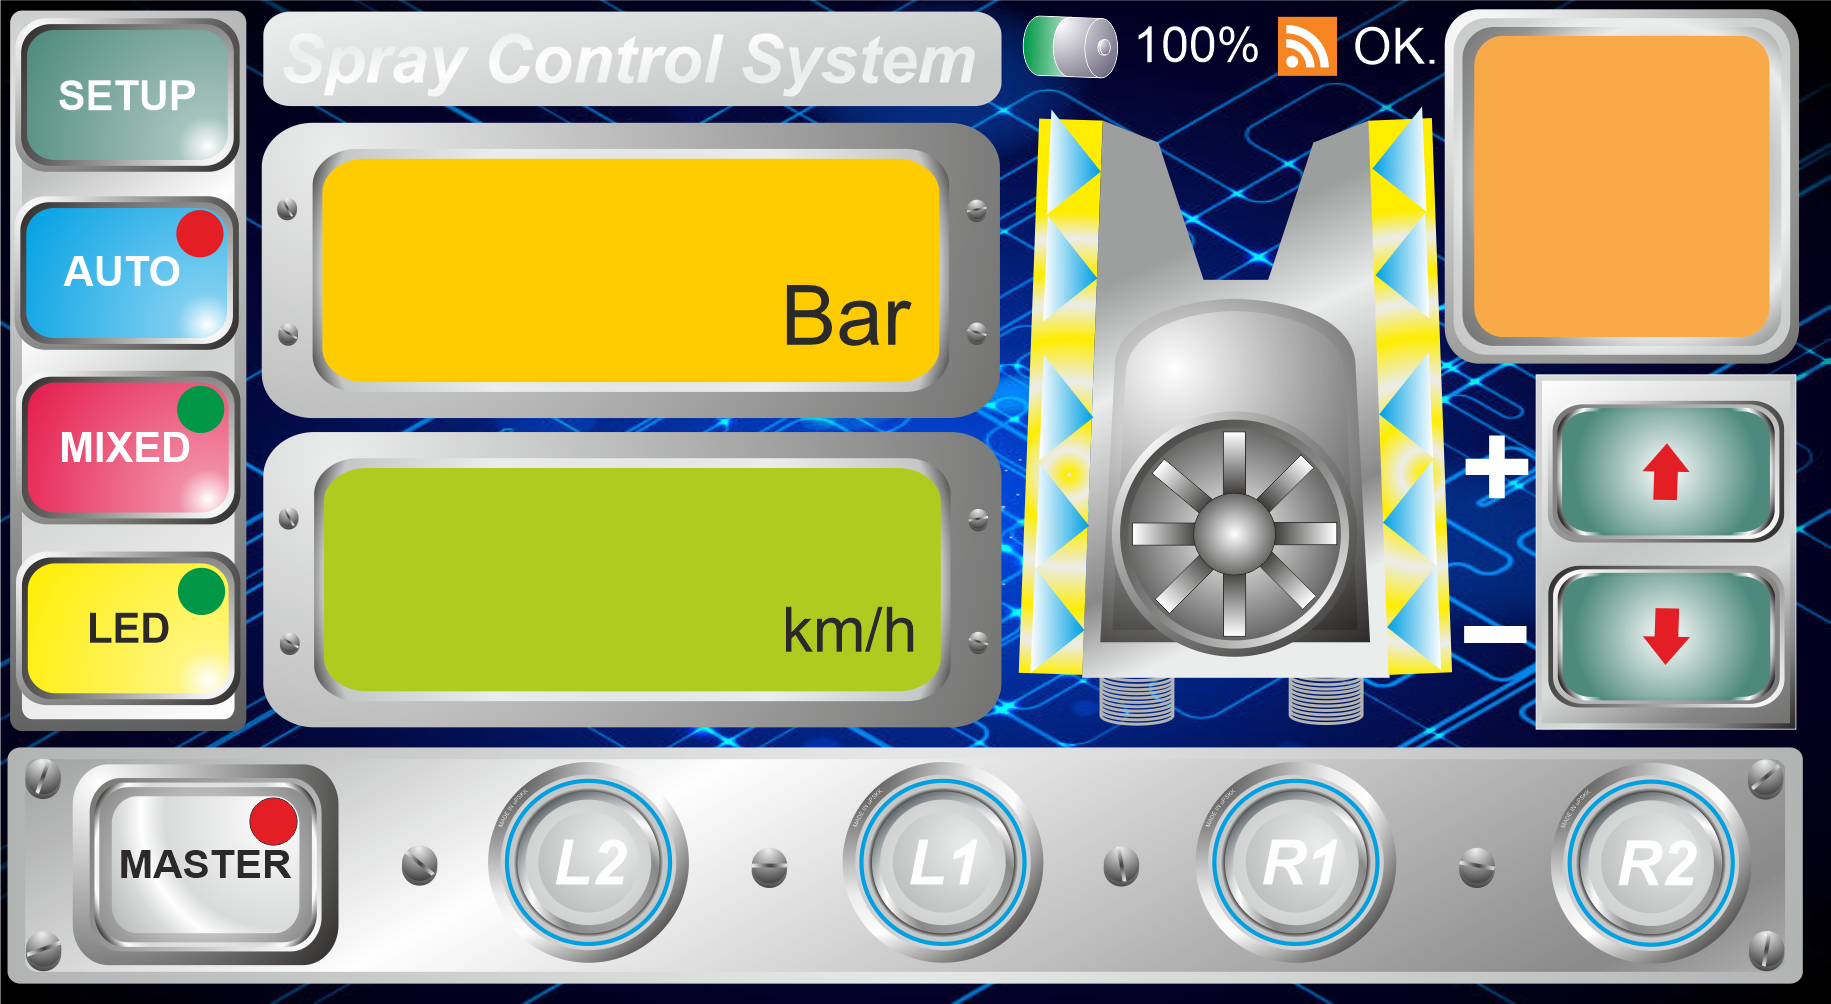 SETUP
AUTO
MIXED
LED
Spray Control System
100%
OK.
Bar
km/h
+
–
MASTER
L2
L1
R1
R2